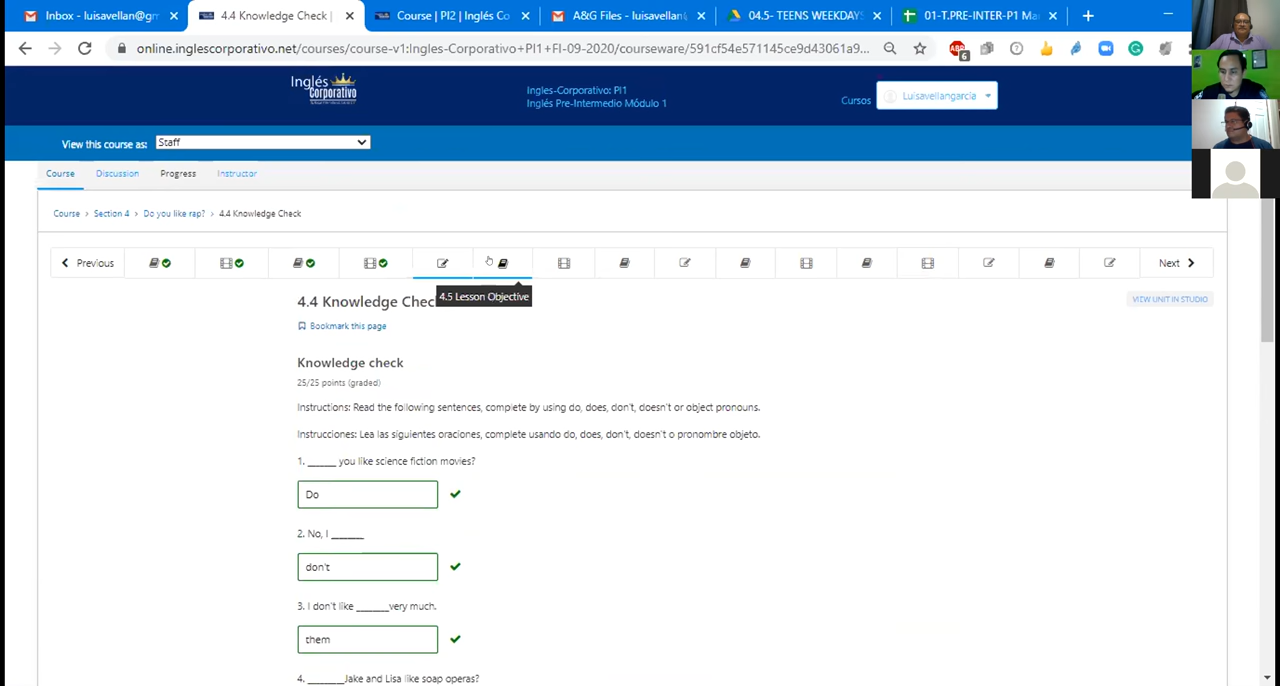 Inbox - luisavellan@gm
4.4 Knowledge Check |
Course | PI2 | Inglés Co
A&G Files - luisavellan
04.5- TEENS WEEKDAYS
01-T.PRE-INTER-P1 Ma
online.inglescorporativo.net/courses/course-v1:Ingles-Corporativo+PI1+FI-09-2020/courseware/591cf54e571145ce9d43061a9...
ABP
6
Inglés
Corporativo
Ingles-Corporativo: PI1
Inglés Pre-Intermedio Módulo 1
Cursos
Luisavellangarcia
View this course as:
Staff
Course
Discussion
Progress
Instructor
Course > Section 4 > Do you like rap? > 4.4 Knowledge Check
Previous
Next
4.4 Knowledge Chec
4.5 Lesson Objective
VIEW UNIT IN STUDIO
Bookmark this page
Knowledge check
25/25 points (graded)
Instructions: Read the following sentences, complete by using do, does, don't, doesn't or object pronouns.
Instrucciones: Lea las siguientes oraciones, complete usando do, does, don't, doesn't o pronombre objeto.
1. ______ you like science fiction movies?
Do
2. No, I _______
don't
3. I don't like _______very much.
them
4. _______Jake and Lisa like soap operas?